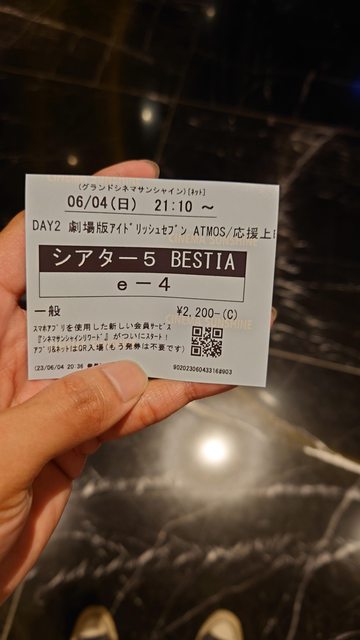 (グランドシネマサンシャイン)[ネット]
06/04(日) 21:10 ～
DAY2 劇場版アイドリッシュセブン ATMOS/応援上
シアター5 BESTIA
e－4
一般 ¥2,200-(C)
スマホアプリを使用した新しい会員サービス
『シネマサンシャインリワード』がついにスタート!
アプリ&ネットはQR入場(もう発券は不要です)
(23/06/04 20:36